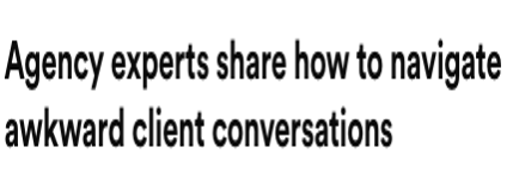 Agency experts share how to navigate
awkward client conversations